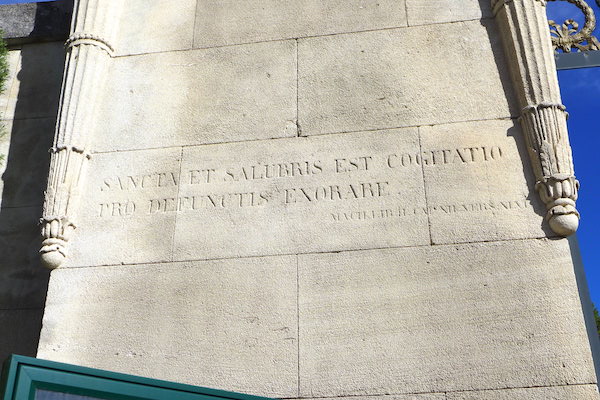 SANCTA ET SALUBRIS EST COGITATIO
PRO DEFUNCTIS EXORARE.
MACH. LIB. II. CAP. XII. VERS. XLVI